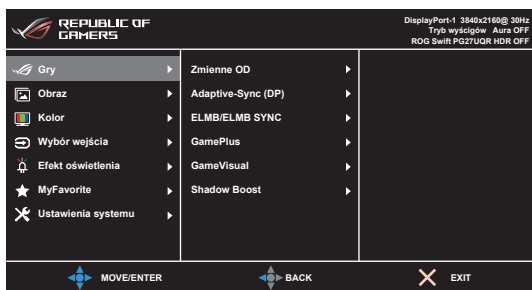 REPUBLIC OF
GAMERS
DisplayPort-1 3840x2160@ 30Hz
Tryb wyścigów Aura OFF
ROG Swift PG27UQR HDR OFF
Gry
Obraz
Kolor
Wybór wejścia
Efekt oświetlenia
MyFavorite
Ustawienia systemu
Zmienne OD
Adaptive-Sync (DP)
ELMB/ELMB SYNC
GamePlus
GameVisual
Shadow Boost
MOVE/ENTER
BACK
EXIT